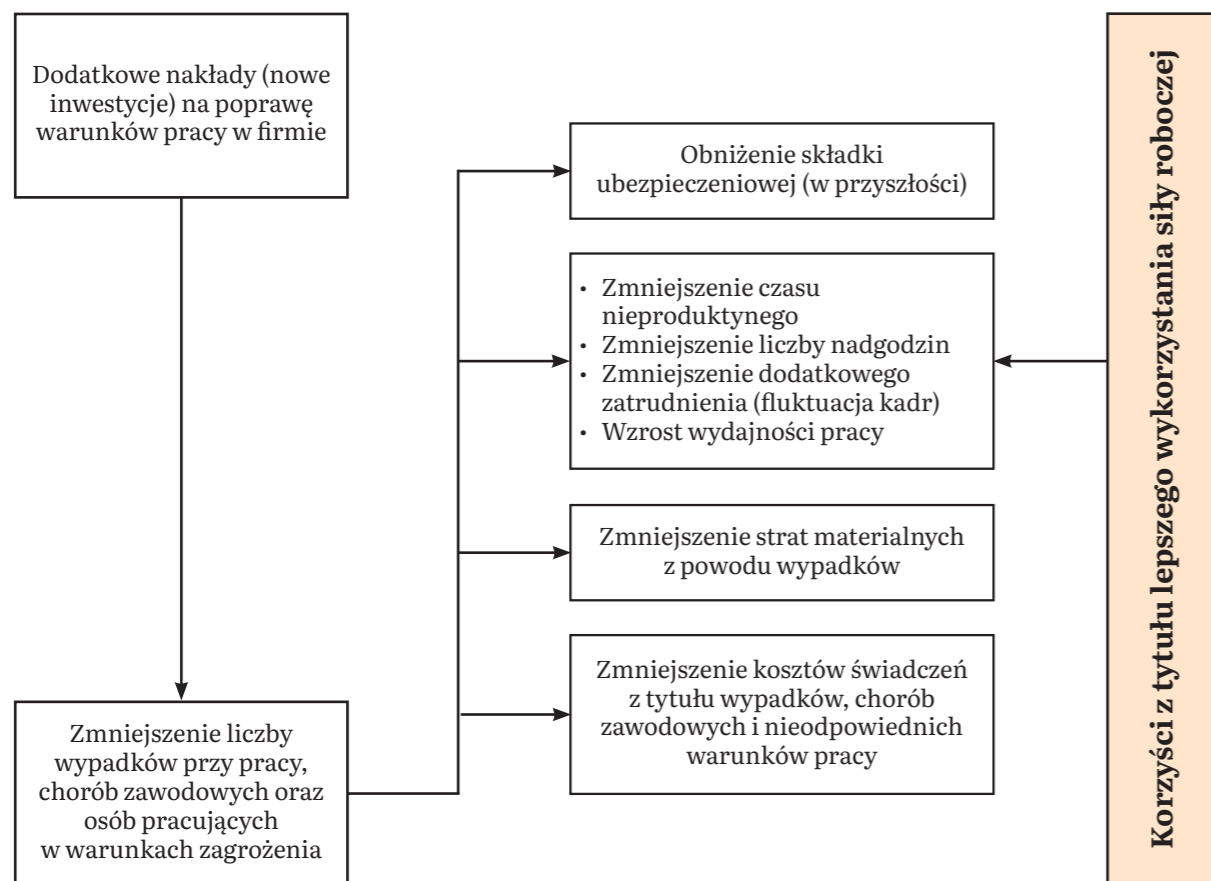 Dodatkowe nakłady (nowe
inwestycje) na poprawę
warunków pracy w firmie
Obniżenie składki
ubezpieczeniowej (w przyszłości)
• Zmniejszenie czasu
nieproduktynego
• Zmniejszenie liczby nadgodzin
• Zmniejszenie dodatkowego
zatrudnienia (fluktuacja kadr)
• Wzrost wydajności pracy
Zmniejszenie strat materialnych
z powodu wypadków
Zmniejszenie kosztów świadczeń
z tytułu wypadków, chorób
zawodowych i nieodpowiednich
warunków pracy
Zmniejszenie liczby
wypadków przy pracy,
chorób zawodowych oraz
osób pracujących
w warunkach zagrożenia
Korzyści z tytułu lepszego wykorzystania siły roboczej